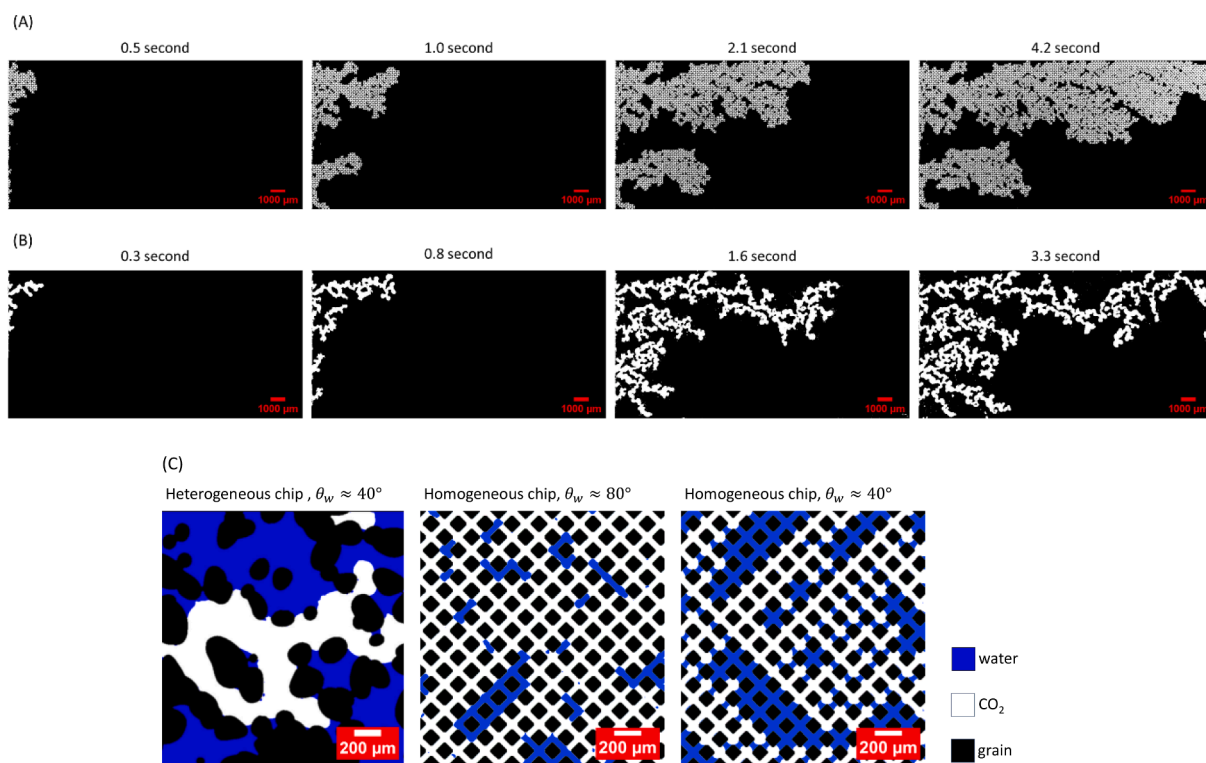 (A)
0.5 second
1.0 second
2.1 second
4.2 second
1000 µm
1000 µm
1000 µm
1000 µm
(B)
0.3 second
0.8 second
1.6 second
3.3 second
1000 µm
1000 µm
1000 µm
1000 µm
(C)
Heterogeneous chip , θw ≈ 40°
Homogeneous chip, θw ≈ 80°
Homogeneous chip, θw ≈ 40°
200 µm
200 µm
200 µm
water
CO₂
grain